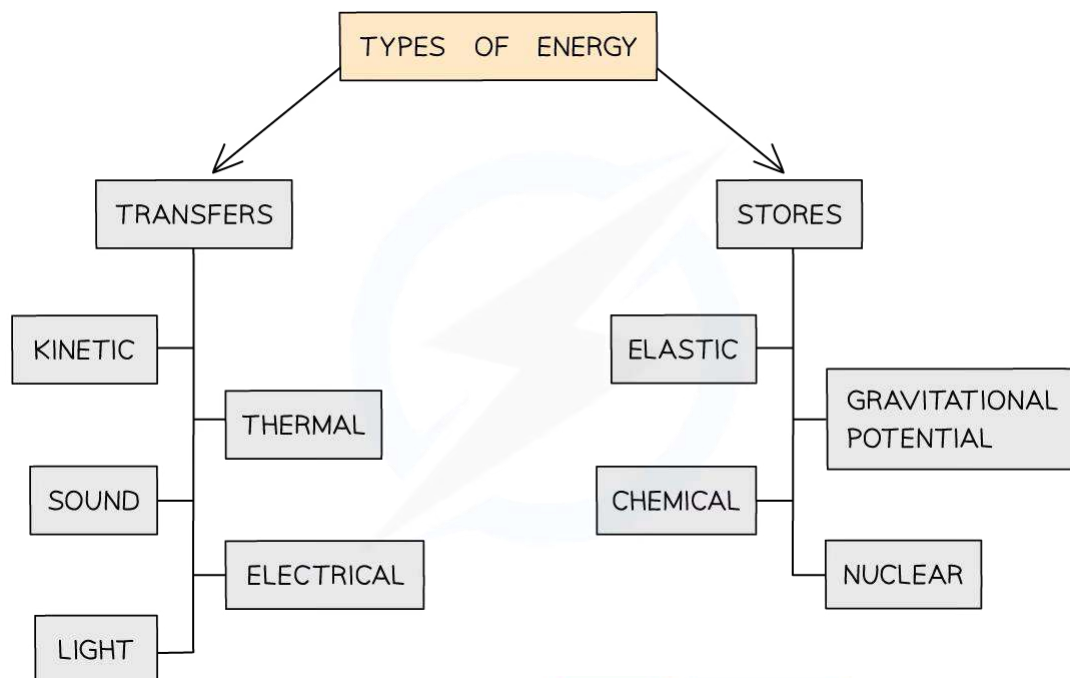 TYPES OF ENERGY
TRANSFERS
STORES
KINETIC
THERMAL
SOUND
ELECTRICAL
LIGHT
ELASTIC
GRAVITATIONAL
POTENTIAL
CHEMICAL
NUCLEAR